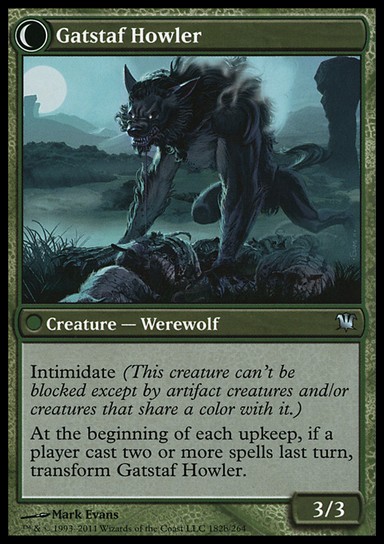 Gatstaf Howler
Creature — Werewolf
Intimidate (This creature can't be
blocked except by artifact creatures and/or
creatures that share a color with it.)
At the beginning of each upkeep, if a
player cast two or more spells last turn,
transform Gatstaf Howler.
Mark Evans
3/3
™ & © 1993–2011 Wizards of the Coast LLC 182b/264